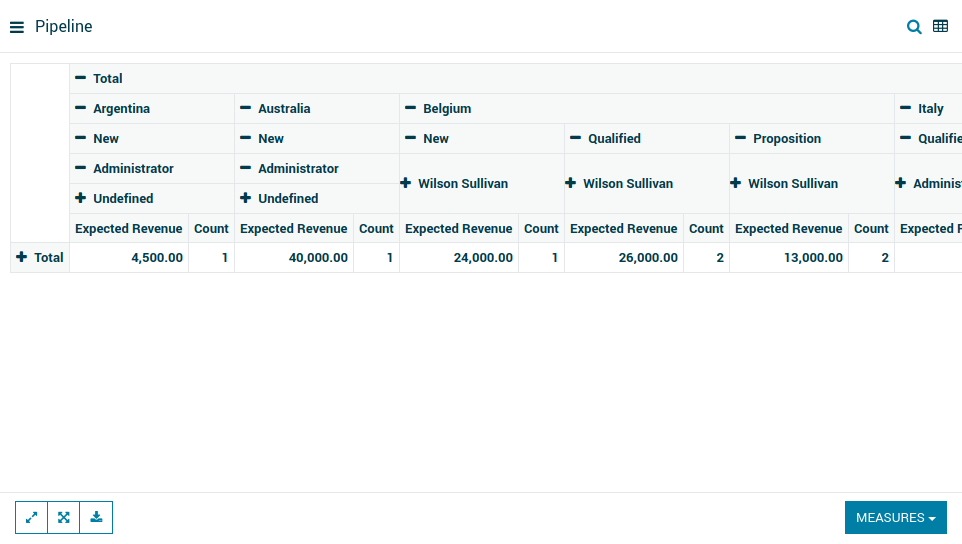 Pipeline
Total
Argentina Australia Belgium Italy
New New New Qualified Proposition
Administrator Administrator
Wilson Sullivan Wilson Sullivan Wilson Sullivan
Undefined Undefined
Expected Revenue Count Expected Revenue Count Expected Revenue Count Expected Revenue Count Expected Revenue Count Expected
Total 4,500.00 1 40,000.00 1 24,000.00 1 26,000.00 2 13,000.00 2
MEASURES